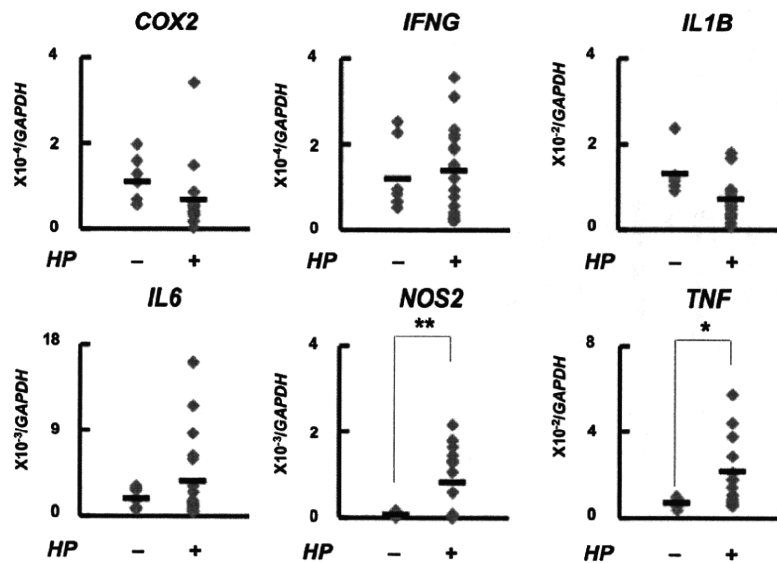 COX2 IFNG IL1B
4 4 4
X10⁻⁴/GAPDH X10⁻⁴/GAPDH X10⁻²/GAPDH
2 2 2
0 0 0
HP – + HP – + HP – +
IL6 NOS2 TNF
** *
18 4 8
X10⁻³/GAPDH X10⁻³/GAPDH X10⁻²/GAPDH
9 2 4
0 0 0
HP – + HP – + HP – +